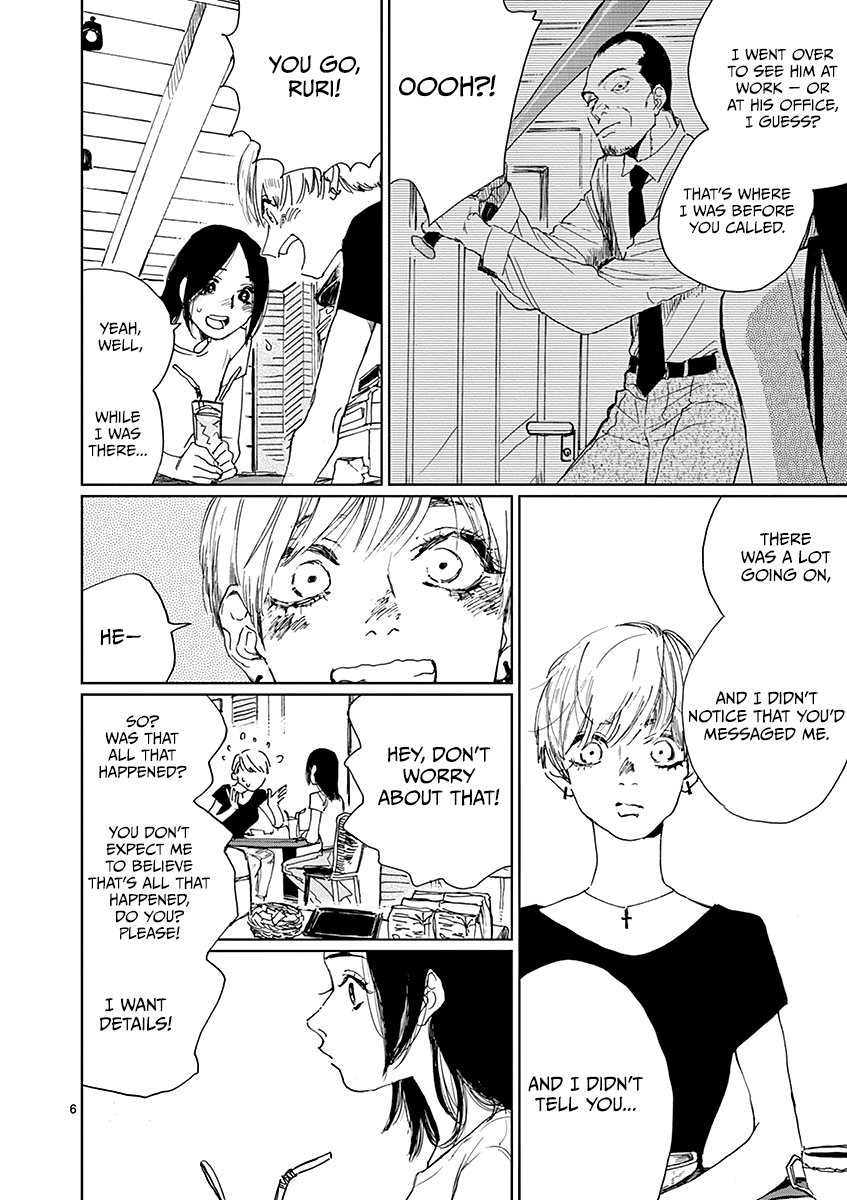 I WENT OVER
TO SEE HIM AT
WORK – OR
AT HIS OFFICE,
I GUESS?
THAT'S WHERE
I WAS BEFORE
YOU CALLED.
OOOH?!
YOU GO,
RURI!
YEAH,
WELL,
WHILE
I WAS
THERE...
THERE
WAS A LOT
GOING ON,
AND I DIDN'T
NOTICE THAT YOU'D
MESSAGED ME.
AND I DIDN'T
TELL YOU...
HE–
HEY, DON'T
WORRY
ABOUT THAT!
SO?
WAS THAT
ALL THAT
HAPPENED?
YOU DON'T
EXPECT ME
TO BELIEVE
THAT'S ALL THAT
HAPPENED,
DO YOU?
PLEASE!
I WANT
DETAILS!
6